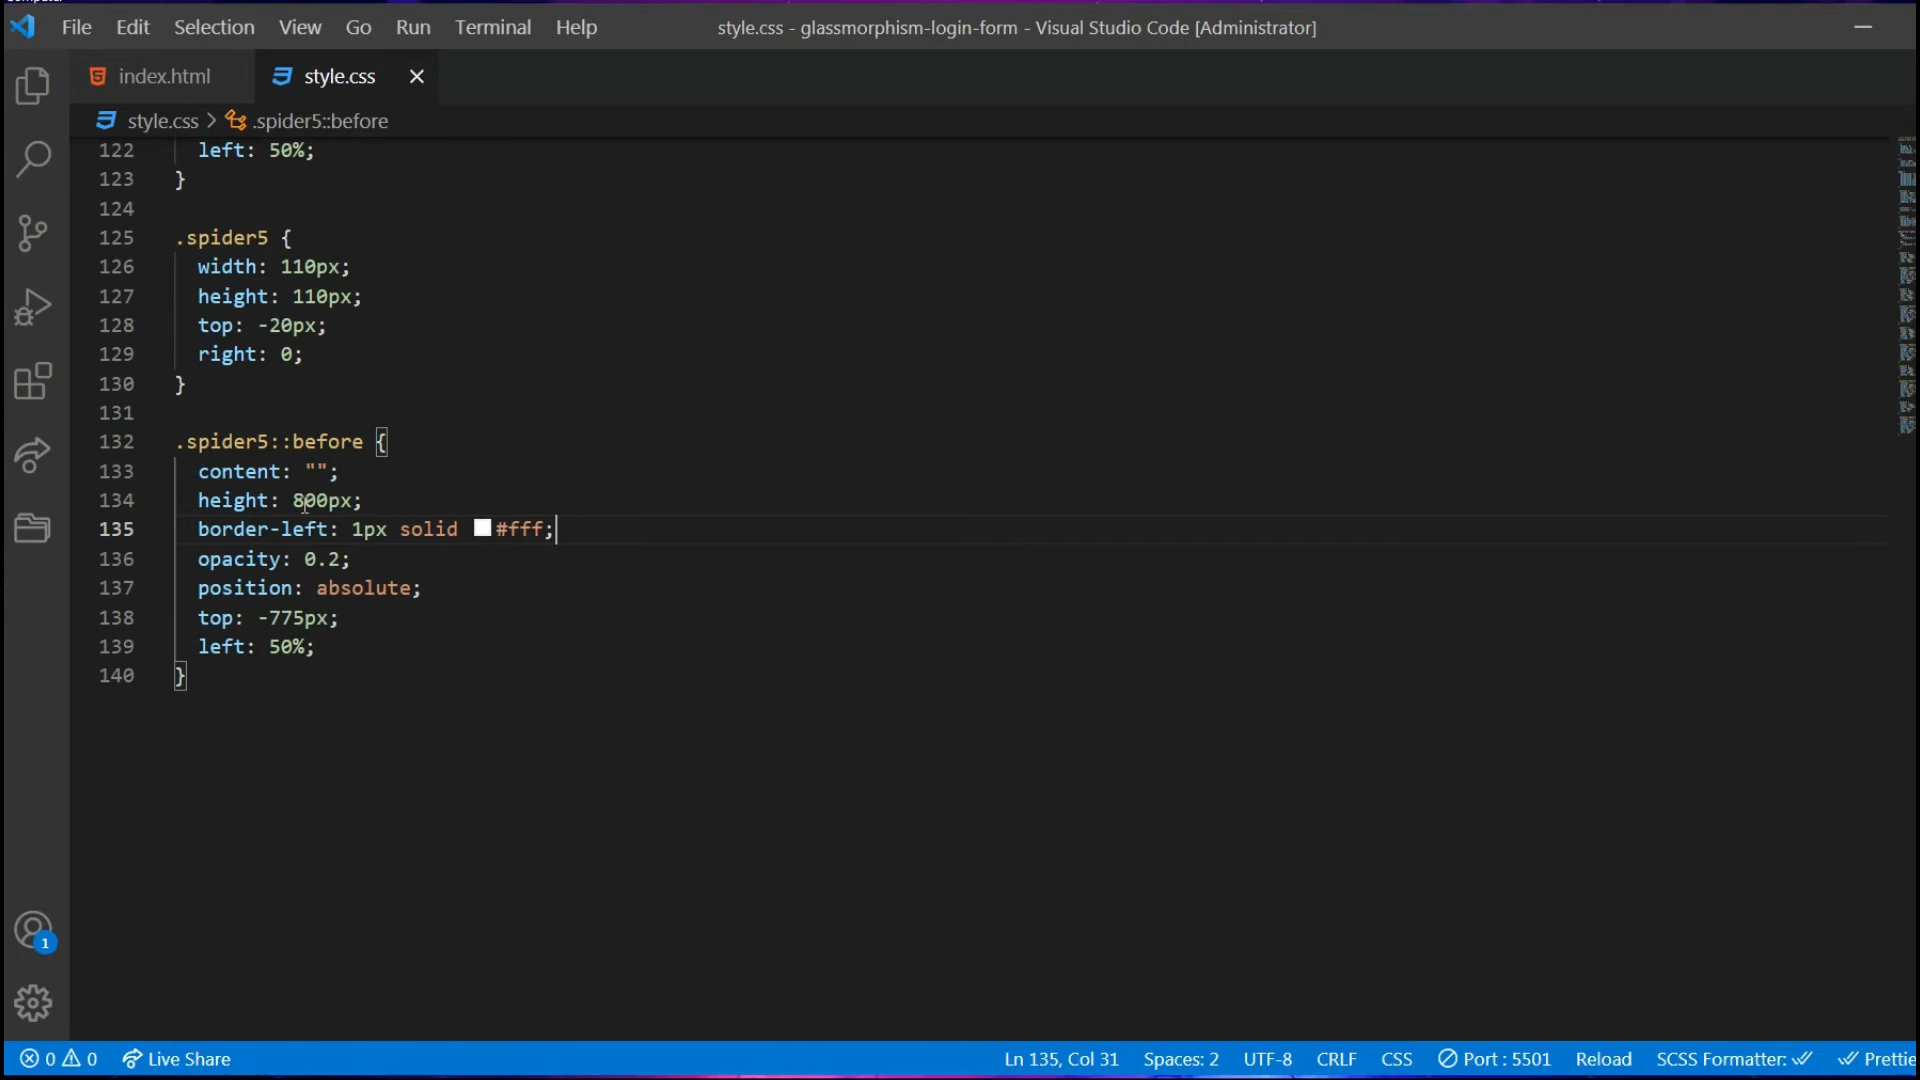 File Edit Selection View Go Run Terminal Help
style.css - glassmorphism-login-form - Visual Studio Code [Administrator]
index.html
style.css
style.css > .spider5::before
122 left: 50%;
123 }
124
125 .spider5 {
126 width: 110px;
127 height: 110px;
128 top: -20px;
129 right: 0;
130 }
131
132 .spider5::before {
133 content: "";
134 height: 800px;
135 border-left: 1px solid #fff;
136 opacity: 0.2;
137 position: absolute;
138 top: -775px;
139 left: 50%;
140 }
1
0 0 Live Share
Ln 135, Col 31 Spaces: 2 UTF-8 CRLF CSS Port : 5501 Reload SCSS Formatter: Prettie